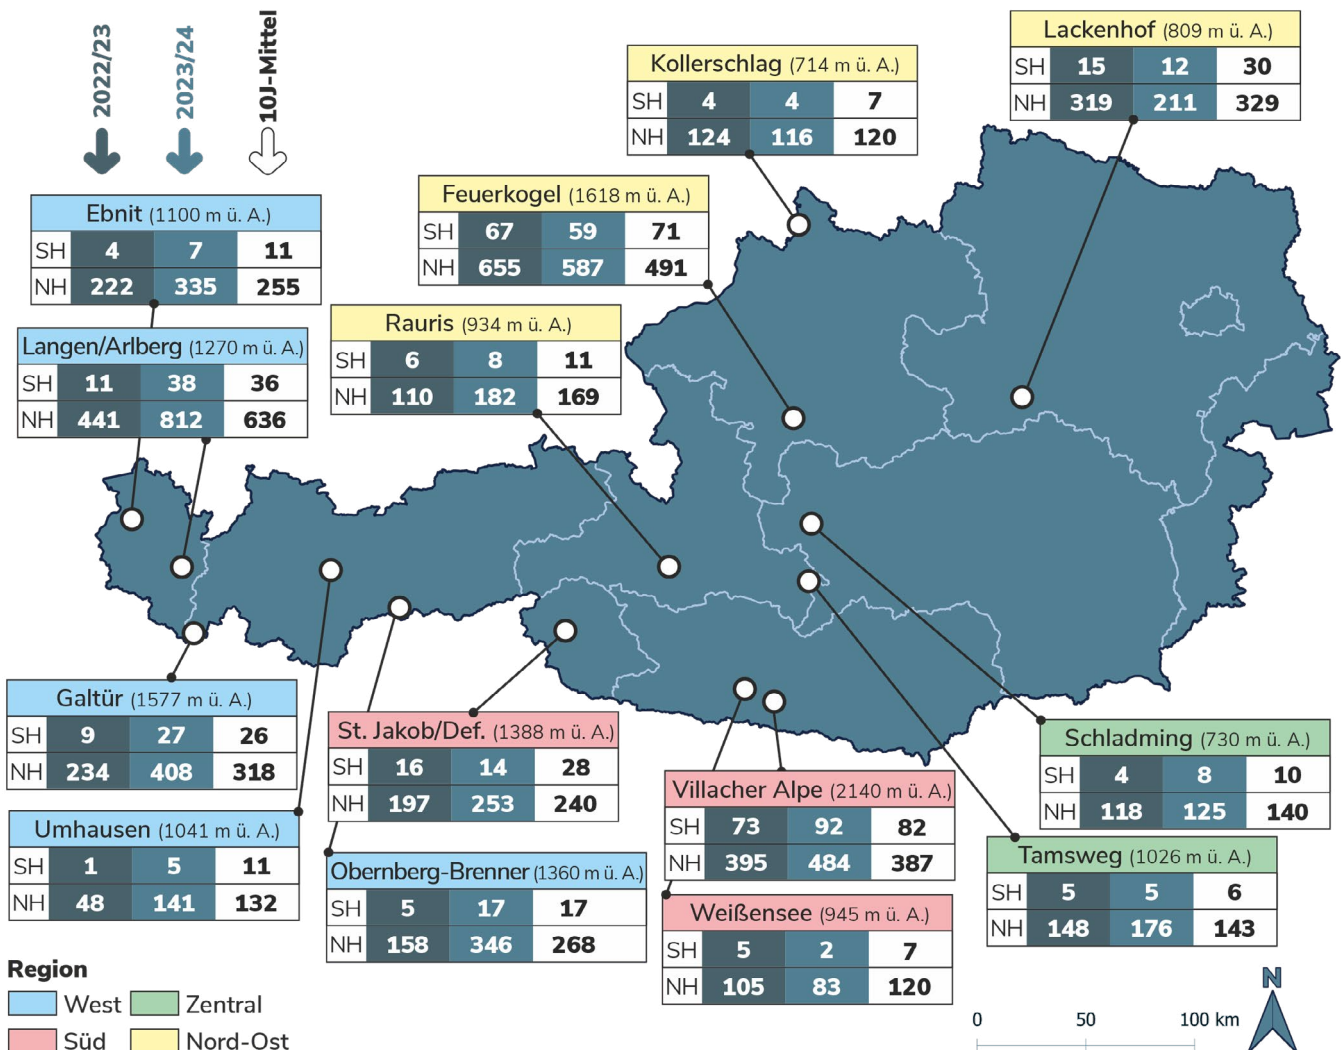 2022/23
2023/24
10J-Mittel
Lackenhof (809 m ü. A.)
SH 15 12 30
NH 319 211 329
Kollerschlag (714 m ü. A.)
SH 4 4 7
NH 124 116 120
Feuerkogel (1618 m ü. A.)
SH 67 59 71
NH 655 587 491
Ebnit (1100 m ü. A.)
SH 4 7 11
NH 222 335 255
Rauris (934 m ü. A.)
SH 6 8 11
NH 110 182 169
Langen/Arlberg (1270 m ü. A.)
SH 11 38 36
NH 441 812 636
Galtür (1577 m ü. A.)
SH 9 27 26
NH 234 408 318
St. Jakob/Def. (1388 m ü. A.)
SH 16 14 28
NH 197 253 240
Villacher Alpe (2140 m ü. A.)
SH 73 92 82
NH 395 484 387
Schladming (730 m ü. A.)
SH 4 8 10
NH 118 125 140
Umhausen (1041 m ü. A.)
SH 1 5 11
NH 48 141 132
Obernberg-Brenner (1360 m ü. A.)
SH 5 17 17
NH 158 346 268
Weißensee (945 m ü. A.)
SH 5 2 7
NH 105 83 120
Tamsweg (1026 m ü. A.)
SH 5 5 6
NH 148 176 143
Region
West Zentral
Süd Nord-Ost
0 50 100 km
N